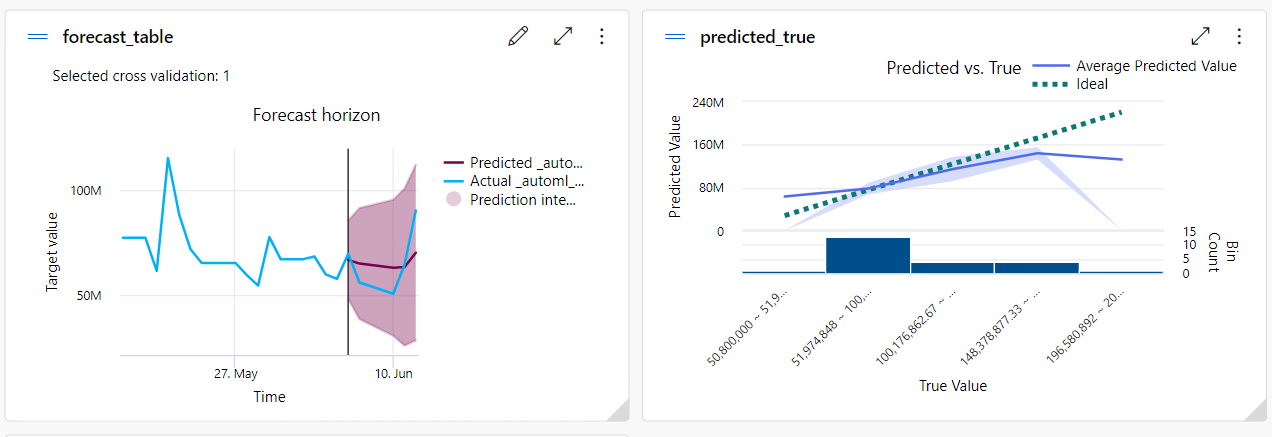 forecast_table
Selected cross validation: 1
Forecast horizon
Predicted _auto...
Actual _automl_...
Prediction inte...
Target value
100M
50M
27. May
10. Jun
Time
predicted_true
Predicted vs. True
Average Predicted Value
Ideal
Predicted Value
240M
160M
80M
0
15
10
5
0
Bin
Count
50,800,000 ~ 51,9...
51,974,848 ~ 100,...
100,176,862.67 ~ ...
148,378,877.33 ~ ...
196,580,892 ~ 20...
True Value